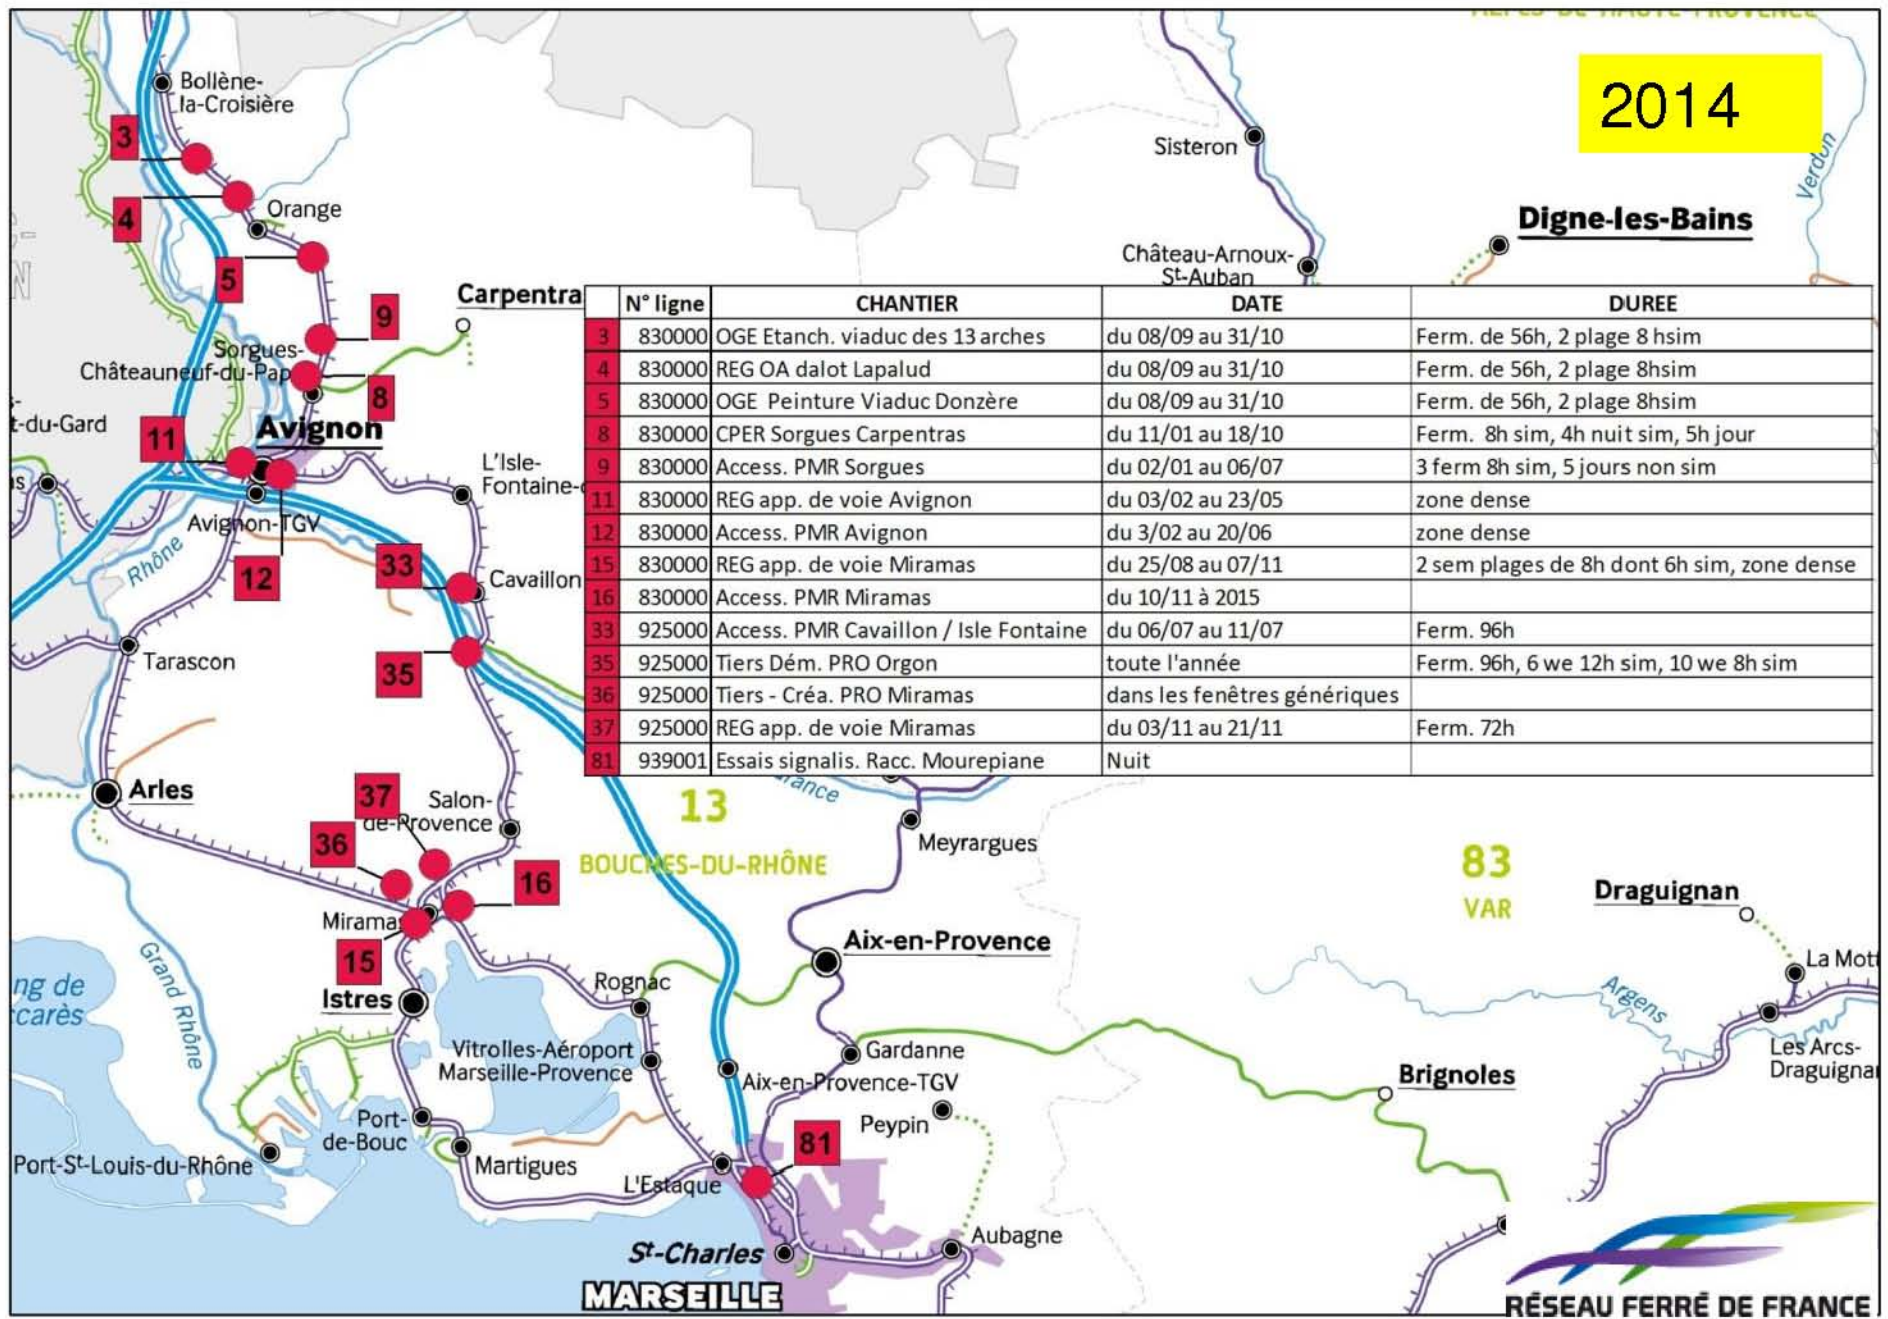 ALPES-DE-HAUTE-PROVENCE
2014
Bollène-
la-Croisière
3
4
Orange
5
Sisteron
Verdon
Digne-les-Bains
Château-Arnoux-
St-Auban
Carpentra
9
Sorgues-
Châteauneuf-du-Pap
8
t-du-Gard
11
Avignon
L'Isle-
Fontaine-
Avignon-TGV
Rhône
12
33
Cavaillon
35
Tarascon
N° ligne CHANTIER DATE DUREE
3 830000 OGE Etanch. viaduc des 13 arches du 08/09 au 31/10 Ferm. de 56h, 2 plage 8 hsim
4 830000 REG OA dalot Lapalud du 08/09 au 31/10 Ferm. de 56h, 2 plage 8hsim
5 830000 OGE Peinture Viaduc Donzère du 08/09 au 31/10 Ferm. de 56h, 2 plage 8hsim
8 830000 CPER Sorgues Carpentras du 11/01 au 18/10 Ferm. 8h sim, 4h nuit sim, 5h jour
9 830000 Access. PMR Sorgues du 02/01 au 06/07 3 ferm 8h sim, 5 jours non sim
11 830000 REG app. de voie Avignon du 03/02 au 23/05 zone dense
12 830000 Access. PMR Avignon du 3/02 au 20/06 zone dense
15 830000 REG app. de voie Miramas du 25/08 au 07/11 2 sem plages de 8h dont 6h sim, zone dense
16 830000 Access. PMR Miramas du 10/11 à 2015
33 925000 Access. PMR Cavaillon / Isle Fontaine du 06/07 au 11/07 Ferm. 96h
35 925000 Tiers Dém. PRO Orgon toute l'année Ferm. 96h, 6 we 12h sim, 10 we 8h sim
36 925000 Tiers - Créa. PRO Miramas dans les fenêtres génériques
37 925000 REG app. de voie Miramas du 03/11 au 21/11 Ferm. 72h
81 939001 Essais signalis. Racc. Mourepiane Nuit
Arles
37
Salon-
de-Provence
36
16
Miramas
15
Istres
13
BOUCHES-DU-RHÔNE
rance
Meyrargues
83
VAR
Draguignan
La Mott
Aix-en-Provence
ng de
carès
Grand Rhône
Rognac
Argens
Les Arcs-
Draguigna
Vitrolles-Aéroport
Marseille-Provence
Gardanne
Aix-en-Provence-TGV
Peypin
Brignoles
Port-
de-Bouc
81
Port-St-Louis-du-Rhône
Martigues
L'Estaque
Aubagne
St-Charles
MARSEILLE
RÉSEAU FERRÉ DE FRANCE